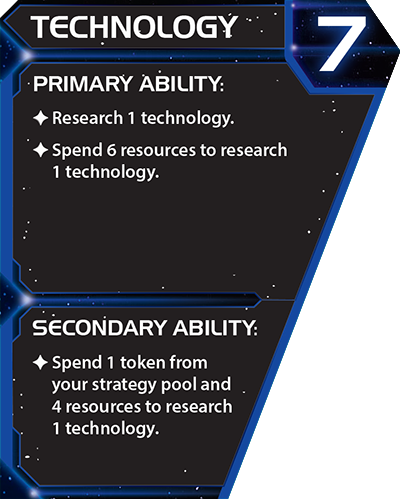 TECHNOLOGY
7
PRIMARY ABILITY:
Research 1 technology.
Spend 6 resources to research
1 technology.
SECONDARY ABILITY:
Spend 1 token from
your strategy pool and
4 resources to research
1 technology.